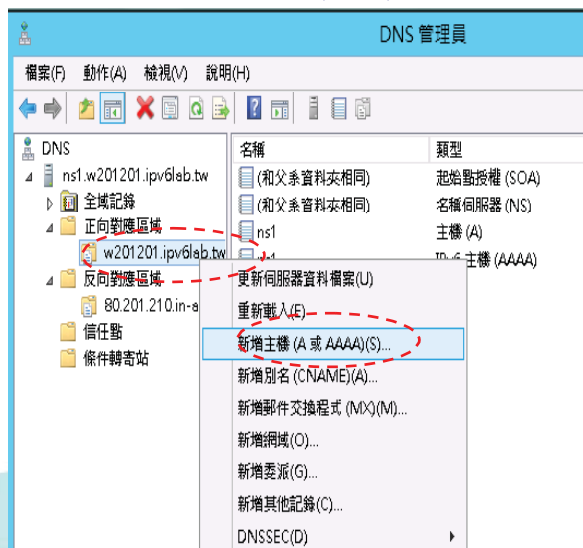 DNS 管理員
檔案(F) 動作(A) 檢視(V) 說明(H)
DNS
ns1.w201201.ipv6lab.tw
全域記錄
正向對應區域
w201201.ipv6lab.tw
反向對應區域
80.201.210.in-a
信任點
條件轉寄站
名稱 類型
(和父系資料夾相同) 起始點授權 (SOA)
(和父系資料夾相同) 名稱伺服器 (NS)
ns1 主機 (A)
IPv6 主機 (AAAA)
更新伺服器資料檔案(U)
重新載入(E)
新增主機 (A 或 AAAA)(S)...
新增別名 (CNAME)(A)...
新增郵件交換程式 (MX)(M)...
新增網域(O)...
新增委派(G)...
新增其他記錄(C)...
DNSSEC(D)